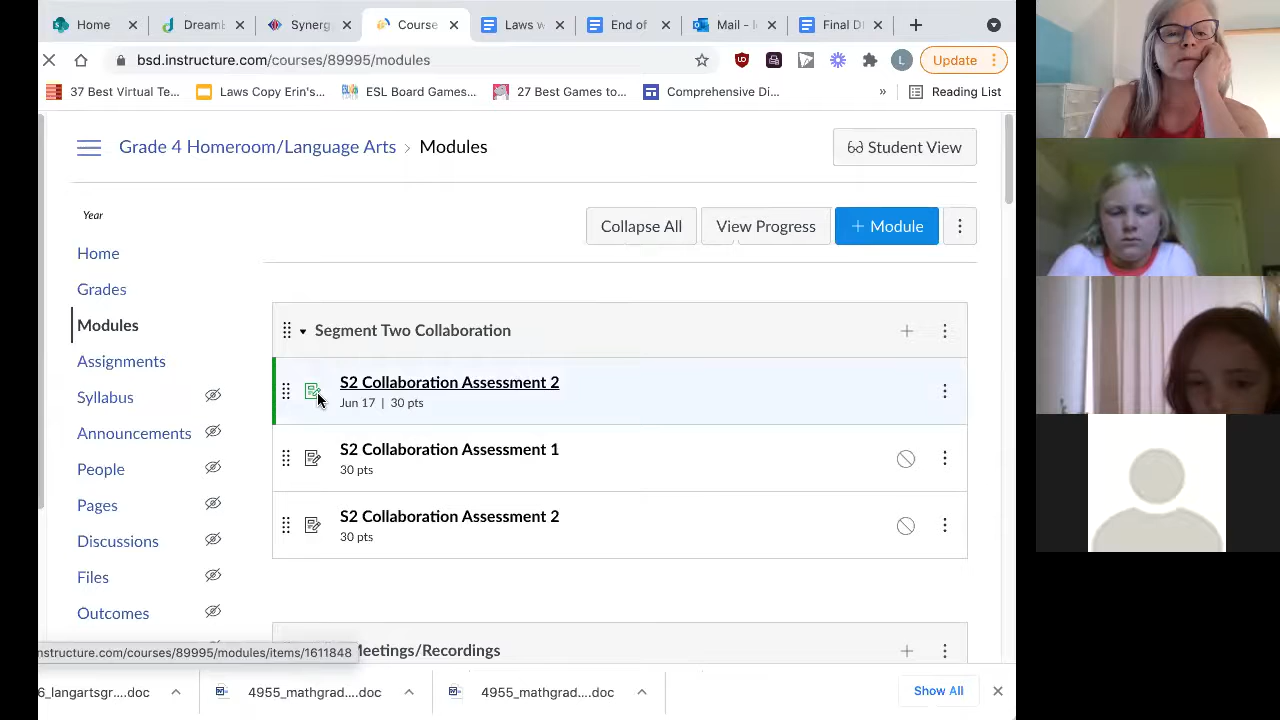 Home
DreamI
Synerg
Course
Laws w
End of
Mail - I
Final D
bsd.instructure.com/courses/89995/modules
L
Update
37 Best Virtual Te...
Laws Copy Erin's...
ESL Board Games...
27 Best Games to...
Comprehensive Di...
»
Reading List
Grade 4 Homeroom/Language Arts › Modules
Student View
Year
Collapse All
View Progress
+ Module
Home
Grades
Modules
Assignments
Syllabus
Announcements
People
Pages
Discussions
Files
Outcomes
Segment Two Collaboration
S2 Collaboration Assessment 2
Jun 17 | 30 pts
S2 Collaboration Assessment 1
30 pts
S2 Collaboration Assessment 2
30 pts
Meetings/Recordings
nstructure.com/courses/89995/modules/items/1611848
6_langartsgr....doc
4955_mathgrad....doc
4955_mathgrad....doc
Show All